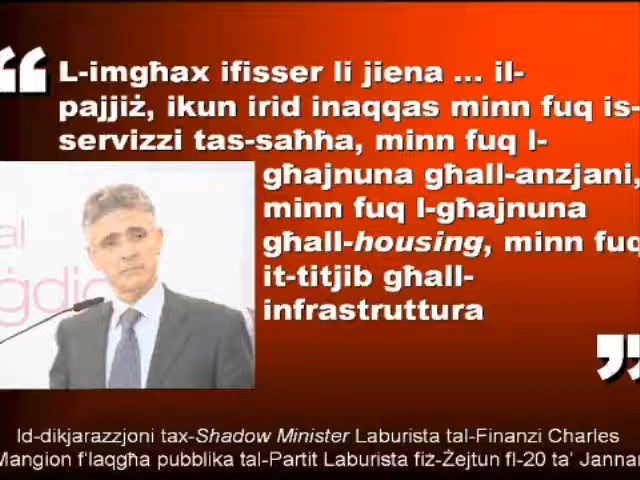 “
L-imgħax ifisser li jiena ... il-
pajjiż, ikun irid inaqqas minn fuq is-
servizzi tas-saħħa, minn fuq l-
għajnuna għall-anzjani,
minn fuq l-għajnuna
għall-housing, minn fuq
it-titjib għall-
infrastruttura
”
al
ġdid
Id-dikjarazzjoni tax-Shadow Minister Laburista tal-Finanzi Charles
Mangion f'laqgħa pubblika tal-Partit Laburista fiż-Żejtun fl-20 ta' Jannar